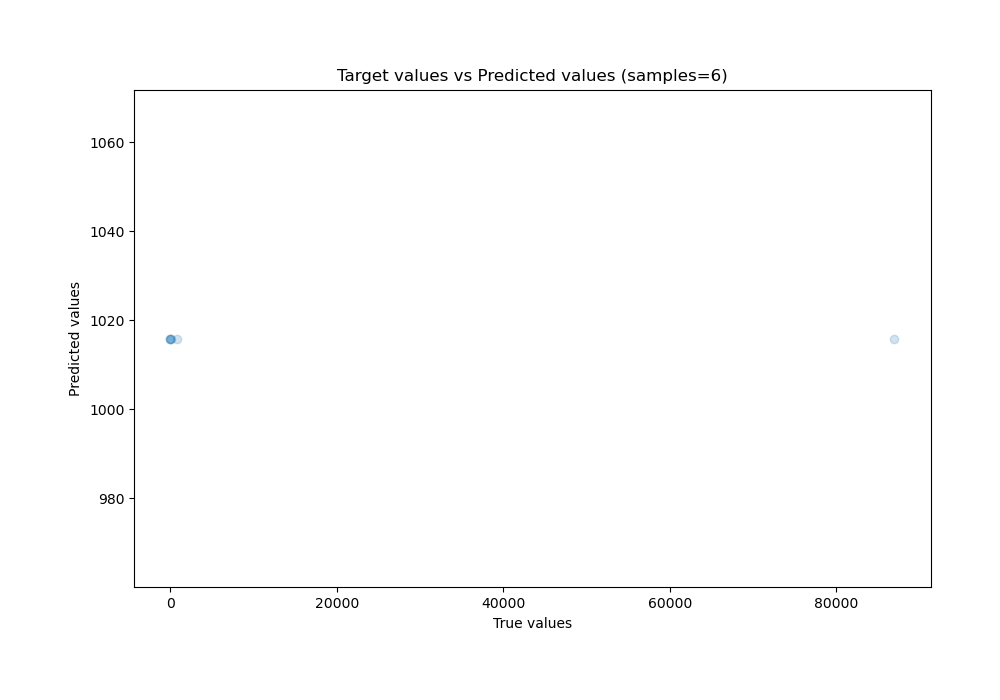 Target values vs Predicted values (samples=6)
1060
1040
1020
1000
980
Predicted values
0 20000 40000 60000 80000
True values